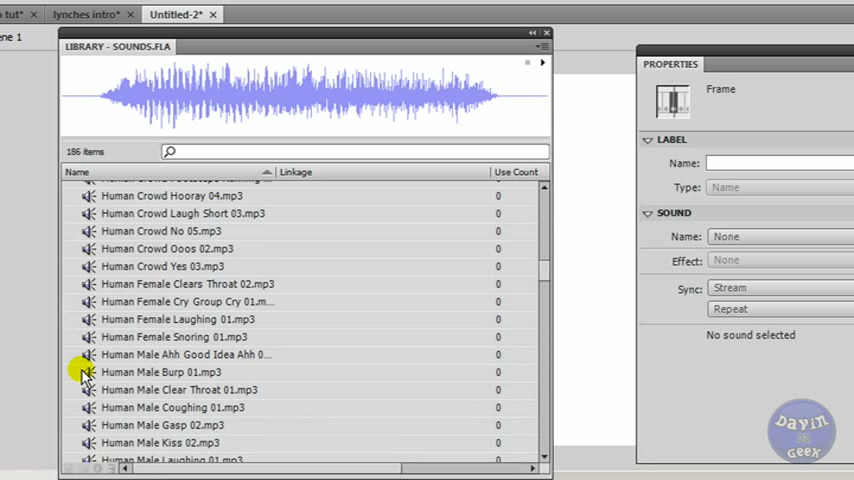 tut*
lynches intro*
Untitled-2*
ene 1
LIBRARY - SOUNDS.FLA
186 items
Name
Linkage
Use Count
Human Crowd Hooray 04.mp3 0
Human Crowd Laugh Short 03.mp3 0
Human Crowd No 05.mp3 0
Human Crowd Ooos 02.mp3 0
Human Crowd Yes 03.mp3 0
Human Female Clears Throat 02.mp3 0
Human Female Cry Group Cry 01.m... 0
Human Female Laughing 01.mp3 0
Human Female Snoring 01.mp3 0
Human Male Ahh Good Idea Ahh 0... 0
Human Male Burp 01.mp3 0
Human Male Clear Throat 01.mp3 0
Human Male Coughing 01.mp3 0
Human Male Gasp 02.mp3 0
Human Male Kiss 02.mp3 0
Human Male Laughing 01.mp3
PROPERTIES
Frame
LABEL
Name:
Type: Name
SOUND
Name: None
Effect: None
Sync: Stream
Repeat
No sound selected
Davin
Geek